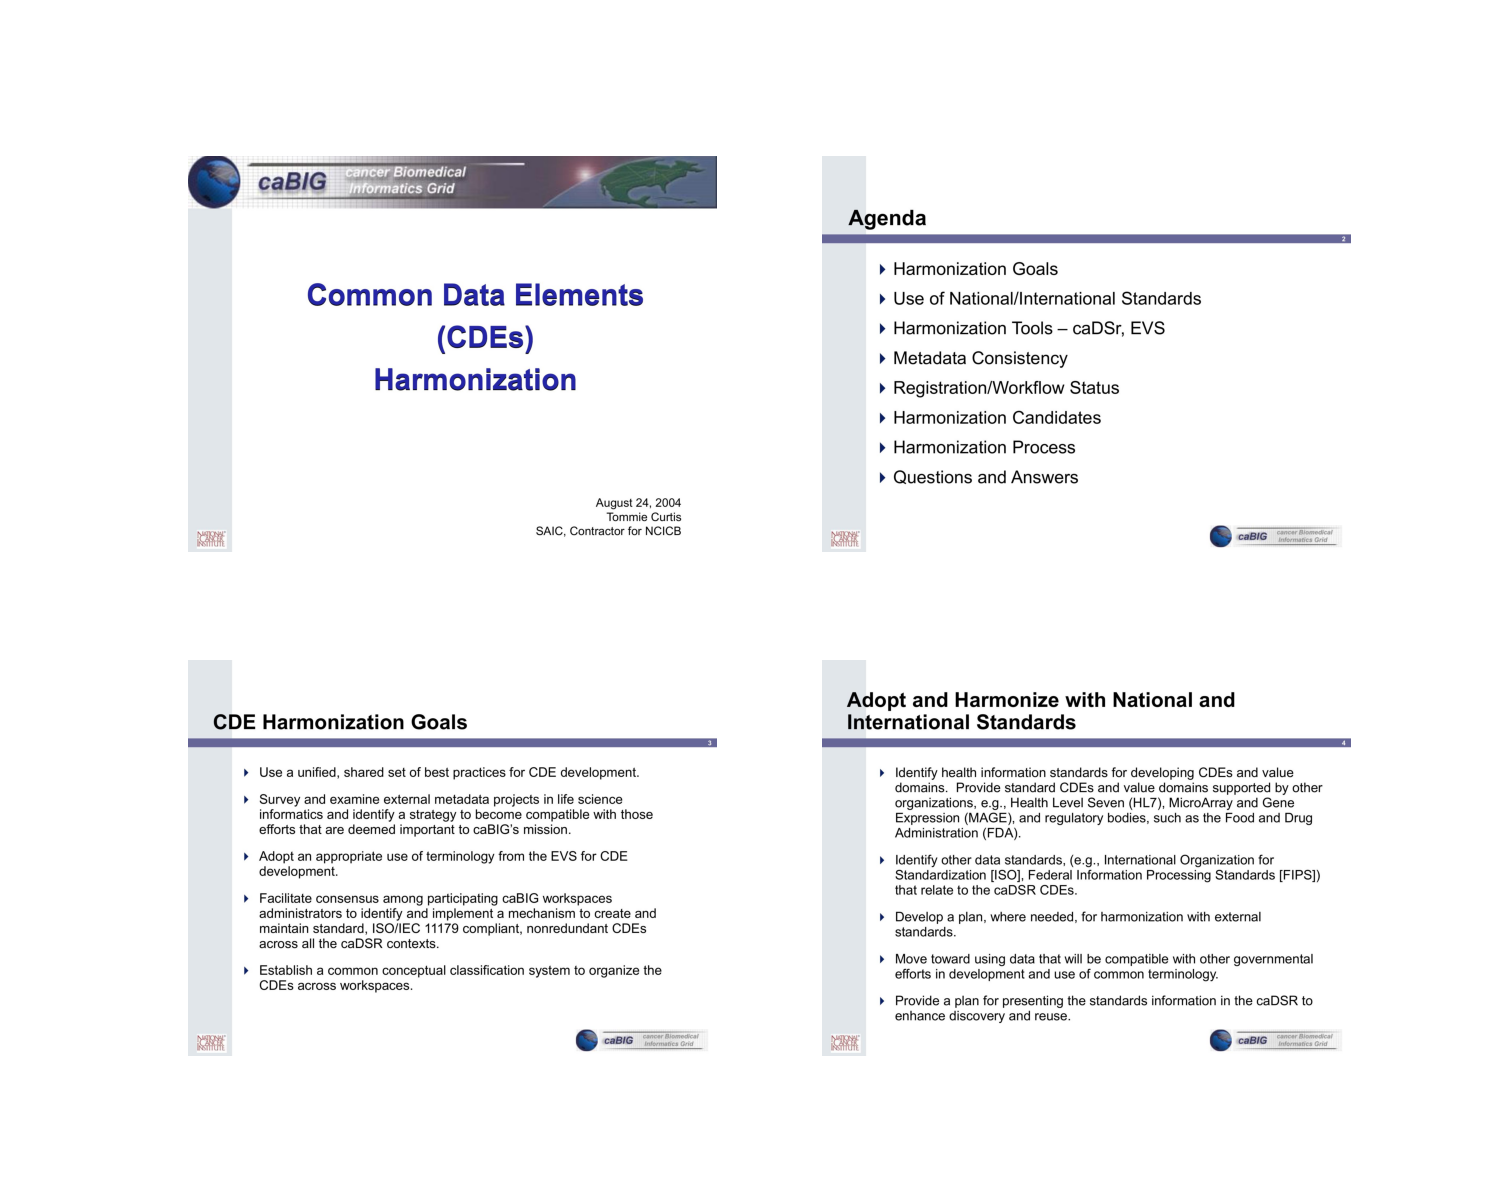 caBIG
cancer Biomedical
Informatics Grid
Common Data Elements
(CDEs)
Harmonization
August 24, 2004
Tommie Curtis
SAIC, Contractor for NCICB
NATIONAL
CANCER
INSTITUTE
Agenda
2
Harmonization Goals
Use of National/International Standards
Harmonization Tools – caDSr, EVS
Metadata Consistency
Registration/Workflow Status
Harmonization Candidates
Harmonization Process
Questions and Answers
NATIONAL
CANCER
INSTITUTE
caBIG
cancer Biomedical
Informatics Grid
CDE Harmonization Goals
3
Use a unified, shared set of best practices for CDE development.
Survey and examine external metadata projects in life science
informatics and identify a strategy to become compatible with those
efforts that are deemed important to caBIG's mission.
Adopt an appropriate use of terminology from the EVS for CDE
development.
Facilitate consensus among participating caBIG workspaces
administrators to identify and implement a mechanism to create and
maintain standard, ISO/IEC 11179 compliant, nonredundant CDEs
across all the caDSR contexts.
Establish a common conceptual classification system to organize the
CDEs across workspaces.
NATIONAL
CANCER
INSTITUTE
caBIG
cancer Biomedical
Informatics Grid
Adopt and Harmonize with National and
International Standards
4
Identify health information standards for developing CDEs and value
domains.  Provide standard CDEs and value domains supported by other
organizations, e.g., Health Level Seven (HL7), MicroArray and Gene
Expression (MAGE), and regulatory bodies, such as the Food and Drug
Administration (FDA).
Identify other data standards, (e.g., International Organization for
Standardization [ISO], Federal Information Processing Standards [FIPS])
that relate to the caDSR CDEs.
Develop a plan, where needed, for harmonization with external
standards.
Move toward using data that will be compatible with other governmental
efforts in development and use of common terminology.
Provide a plan for presenting the standards information in the caDSR to
enhance discovery and reuse.
NATIONAL
CANCER
INSTITUTE
caBIG
cancer Biomedical
Informatics Grid